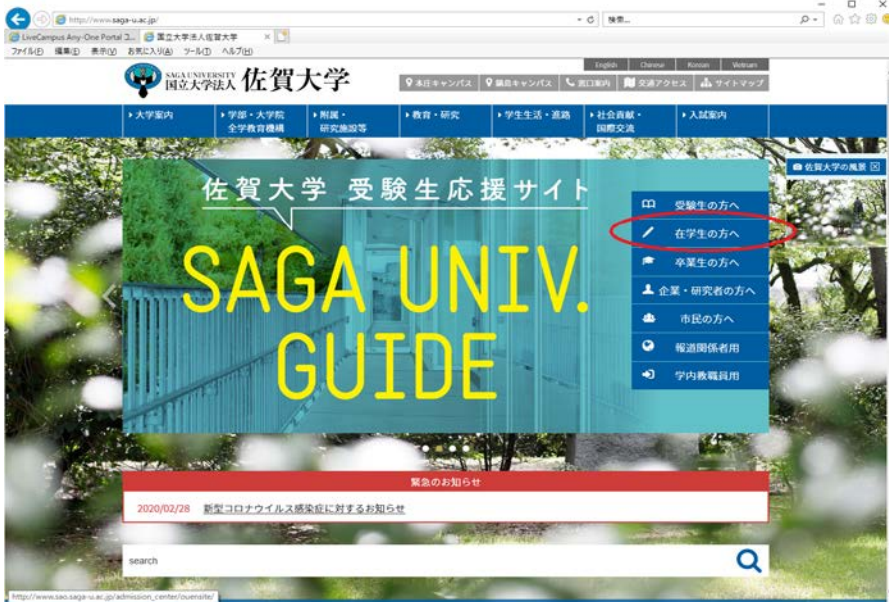 http://www.saga-u.ac.jp/
検索...
LiveCampus Any-One Portal ユ...
国立大学法人佐賀大学
ファイル(F) 編集(E) 表示(V) お気に入り(A) ツール(T) ヘルプ(H)
English Chinese Korean Vietnam
SAGA UNIVERSITY
国立大学法人 佐賀大学
本庄キャンパス 鍋島キャンパス 窓口案内 交通アクセス サイトマップ
大学案内 学部・大学院 附属・ 教育・研究 学生生活・進路 社会貢献・ 入試案内
全学教育機構 研究施設等 国際交流
佐賀大学の風景
佐賀大学 受験生応援サイト
SAGA UNIV.
GUIDE
受験生の方へ
在学生の方へ
卒業生の方へ
企業・研究者の方へ
市民の方へ
報道関係者用
学内教職員用
緊急のお知らせ
2020/02/28 新型コロナウイルス感染症に対するお知らせ
search
http://www.sao.saga-u.ac.jp/admission_center/ouensite/